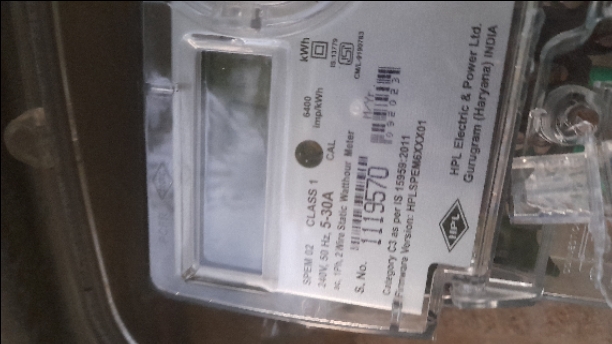 kWh
IS:13779
CM/L-9190763
6400
imp/kWh
CAL
SPEM 02 CLASS 1
240V, 50 Hz, 5-30A
ac, 1Ph, 2 Wire Static Watthour Meter
S. No. 1119570
Category C3 as per IS 15959:2011
Firmware Version: HPLSPEM6XXX01
HPL
HPL Electric & Power Ltd.
Gurugram (Haryana) INDIA